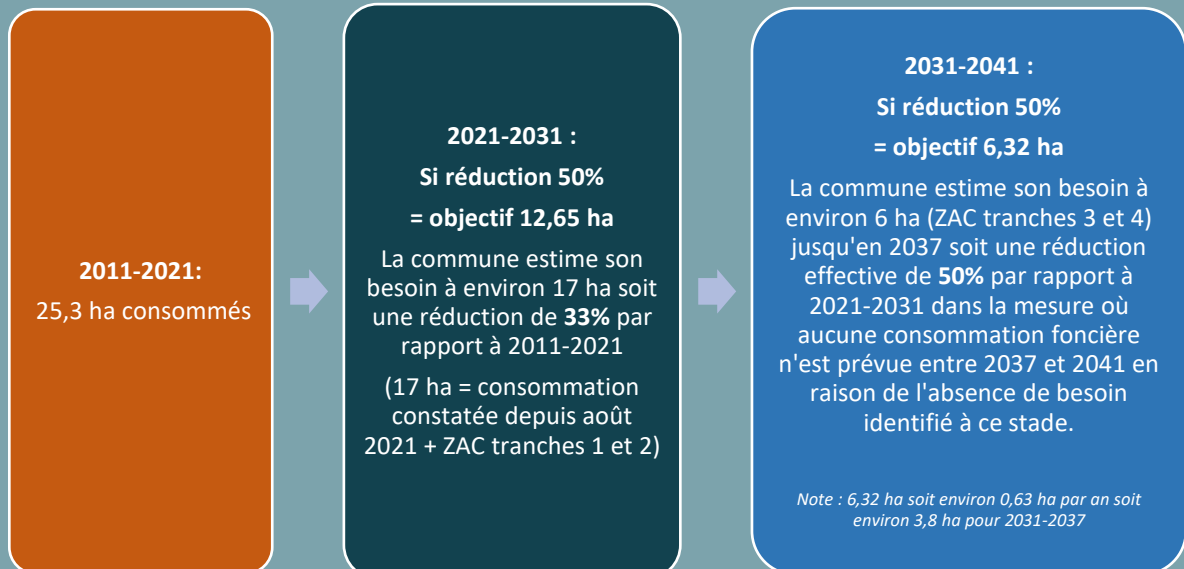 2011-2021:
25,3 ha consommés
2021-2031 :
Si réduction 50%
= objectif 12,65 ha
La commune estime son
besoin à environ 17 ha soit
une réduction de 33% par
rapport à 2011-2021
(17 ha = consommation
constatée depuis août
2021 + ZAC tranches 1 et 2)
2031-2041 :
Si réduction 50%
= objectif 6,32 ha
La commune estime son besoin à
environ 6 ha (ZAC tranches 3 et 4)
jusqu'en 2037 soit une réduction
effective de 50% par rapport à
2021-2031 dans la mesure où
aucune consommation foncière
n'est prévue entre 2037 et 2041 en
raison de l'absence de besoin
identifié à ce stade.
Note : 6,32 ha soit environ 0,63 ha par an soit
environ 3,8 ha pour 2031-2037